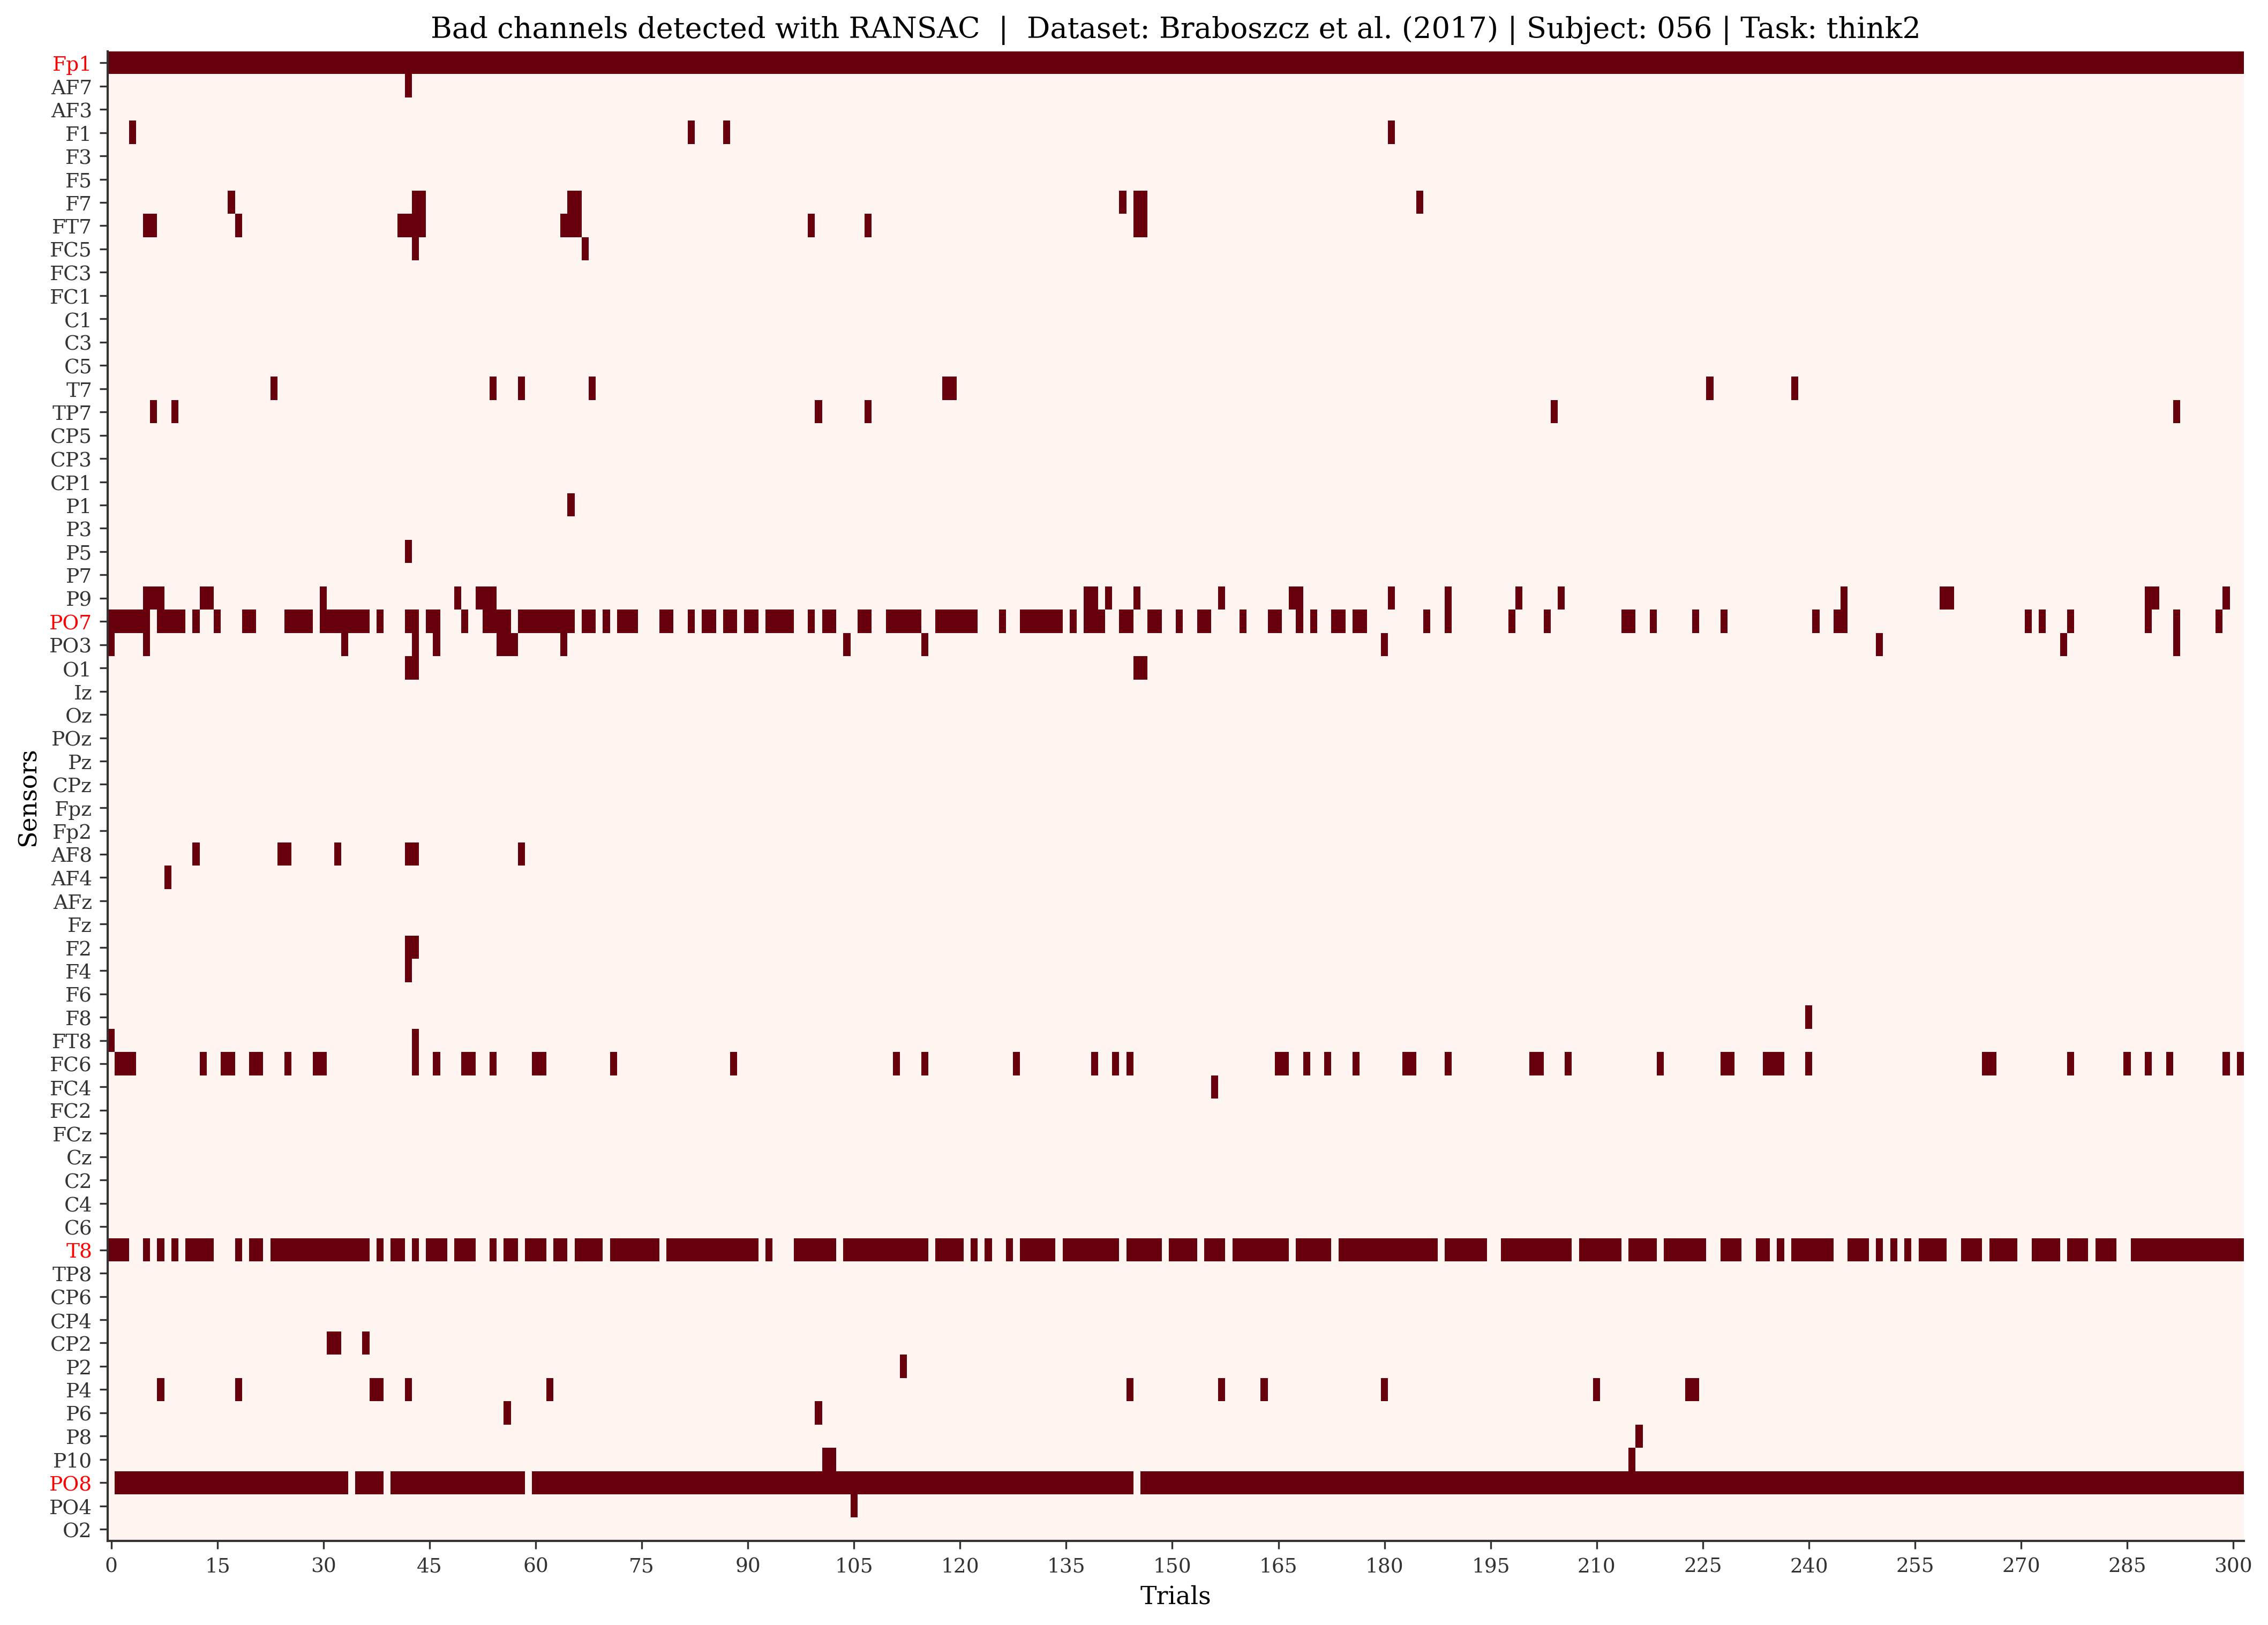 Bad channels detected with RANSAC | Dataset: Braboszcz et al. (2017) | Subject: 056 | Task: think2
Sensors
Fp1
AF7
AF3
F1
F3
F5
F7
FT7
FC5
FC3
FC1
C1
C3
C5
T7
TP7
CP5
CP3
CP1
P1
P3
P5
P7
P9
PO7
PO3
O1
Iz
Oz
POz
Pz
CPz
Fpz
Fp2
AF8
AF4
AFz
Fz
F2
F4
F6
F8
FT8
FC6
FC4
FC2
FCz
Cz
C2
C4
C6
T8
TP8
CP6
CP4
CP2
P2
P4
P6
P8
P10
PO8
PO4
O2
0 15 30 45 60 75 90 105 120 135 150 165 180 195 210 225 240 255 270 285 300
Trials